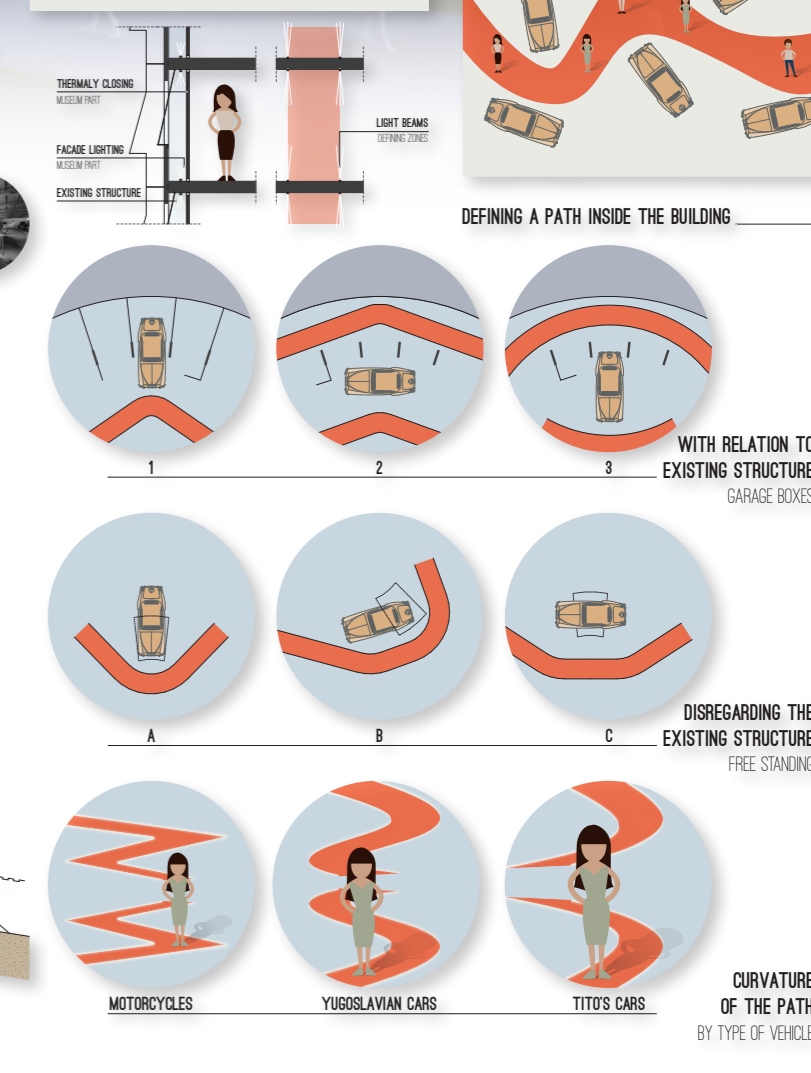 THERMALY CLOSING
MUSEUM PART
FACADE LIGHTING
MUSEUM PART
EXISTING STRUCTURE
LIGHT BEAMS
DEFINING ZONES
DEFINING A PATH INSIDE THE BUILDING
1
2
3
WITH RELATION TO
EXISTING STRUCTURE
GARAGE BOXES
A
B
C
DISREGARDING THE
EXISTING STRUCTURE
FREE STANDING
MOTORCYCLES
YUGOSLAVIAN CARS
TITO'S CARS
CURVATURE
OF THE PATH
BY TYPE OF VEHICLE